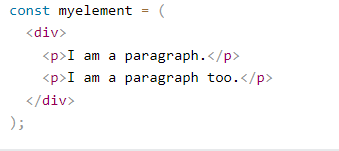 const myelement = (
  <div>
    <p>I am a paragraph.</p>
    <p>I am a paragraph too.</p>
  </div>
);